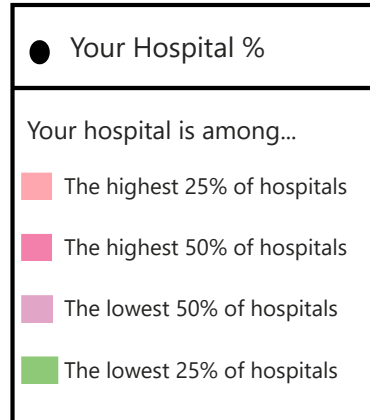 Your Hospital %
Your hospital is among...
The highest 25% of hospitals
The highest 50% of hospitals
The lowest 50% of hospitals
The lowest 25% of hospitals